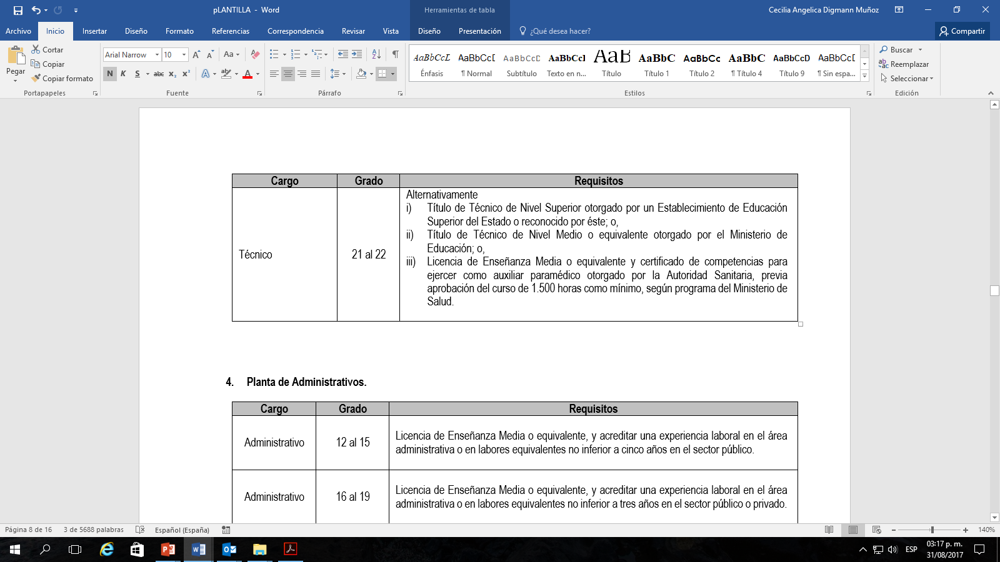 pLANTILLA - Word
Herramientas de tabla
Cecilia Angelica Digmann Muñoz
Archivo Inicio Insertar Diseño Formato Referencias Correspondencia Revisar Vista Diseño Presentación ¿Qué desea hacer? Compartir
Pegar
Cortar
Copiar
Copiar formato
Portapapeles
Arial Narrow 10
N K S abc x₂ x²
Fuente
Párrafo
AaBbCcL AaBbCcD AaBbCcD AaBbCcI AaB AaBbC AaBbCc AaBbC AaBbCcD AaBbCcD
Énfasis ¶ Normal Subtítulo Texto en n... Título Título 1 Título 2 ¶ Título 4 Título 9 ¶ Sin espa...
Estilos
Buscar
Reemplazar
Seleccionar
Edición
Cargo Grado Requisitos
Técnico 21 al 22
Alternativamente
i) Título de Técnico de Nivel Superior otorgado por un Establecimiento de Educación
Superior del Estado o reconocido por éste; o,
ii) Título de Técnico de Nivel Medio o equivalente otorgado por el Ministerio de
Educación; o,
iii) Licencia de Enseñanza Media o equivalente y certificado de competencias para
ejercer como auxiliar paramédico otorgado por la Autoridad Sanitaria, previa
aprobación del curso de 1.500 horas como mínimo, según programa del Ministerio de
Salud.
4. Planta de Administrativos.
Cargo Grado Requisitos
Administrativo 12 al 15
Licencia de Enseñanza Media o equivalente, y acreditar una experiencia laboral en el área
administrativa o en labores equivalentes no inferior a cinco años en el sector público.
Administrativo 16 al 19
Licencia de Enseñanza Media o equivalente, y acreditar una experiencia laboral en el área
administrativa o en labores equivalentes no inferior a tres años en el sector público o privado.
Página 8 de 16 3 de 5688 palabras Español (España) 140%
ESP
03:17 p. m.
31/08/2017